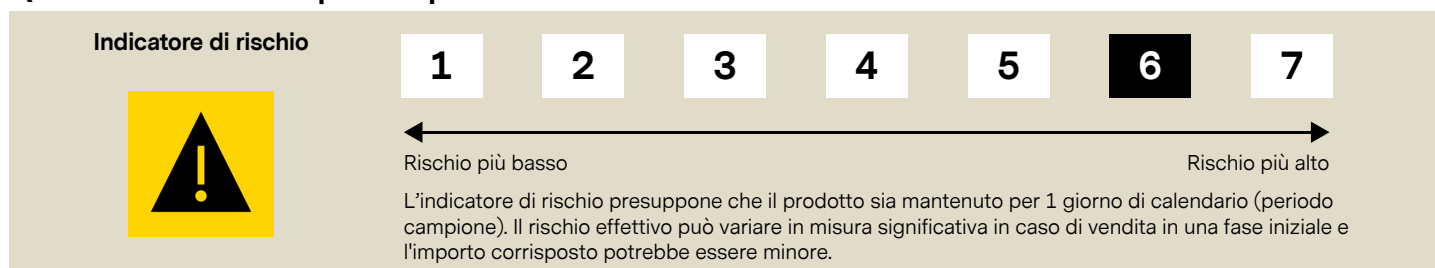 Indicatore di rischio
1 2 3 4 5 6 7
Rischio più basso Rischio più alto
L'indicatore di rischio presuppone che il prodotto sia mantenuto per 1 giorno di calendario (periodo
campione). Il rischio effettivo può variare in misura significativa in caso di vendita in una fase iniziale e
l'importo corrisposto potrebbe essere minore.